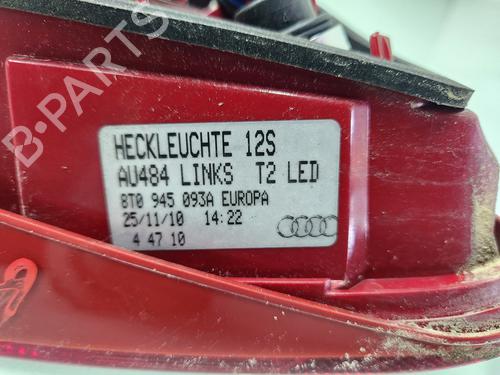 HECKLEUCHTE 12S
AU484 LINKS T2 LED
8T0 945 093A EUROPA
25/11/10 14:22
4 47 10
B-PARTS